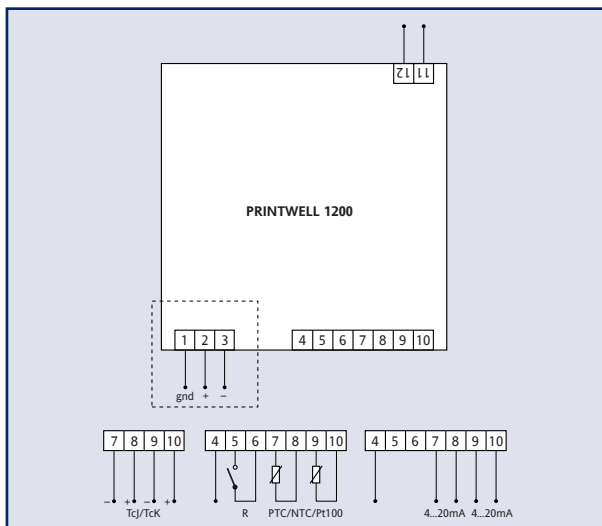 12 11
PRINTWELL 1200
1 2 3
4 5 6 7 8 9 10
gnd + −
7 8 9 10
4 5 6 7 8 9 10
4 5 6 7 8 9 10
− + − +
TcJ/TcK
R
PTC/NTC/Pt100
4...20mA
4...20mA